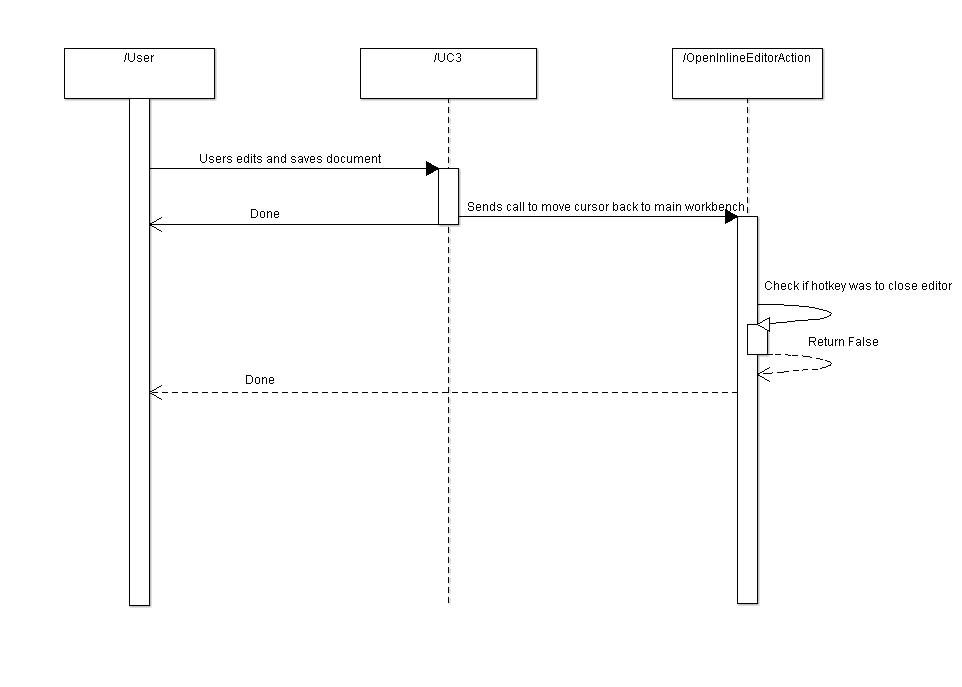 /User
/UC3
/OpenInlineEditorAction
Users edits and saves document
Sends call to move cursor back to main workbench
Done
Check if hotkey was to close editor
Return False
Done